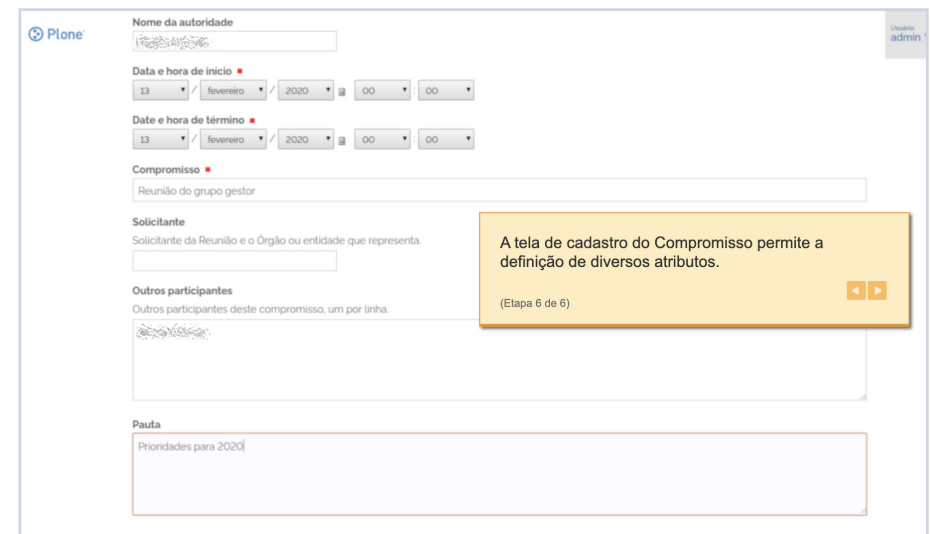 Plone
Nome da autoridade
Usuário
admin
Data e hora de início
13 / fevereiro / 2020 00 : 00
Date e hora de término
13 / fevereiro / 2020 00 : 00
Compromisso
Reunião do grupo gestor
Solicitante
Solicitante da Reunião e o Órgão ou entidade que representa.
A tela de cadastro do Compromisso permite a
definição de diversos atributos.
(Etapa 6 de 6)
Outros participantes
Outros participantes deste compromisso, um por linha.
Pauta
Prioridades para 2020